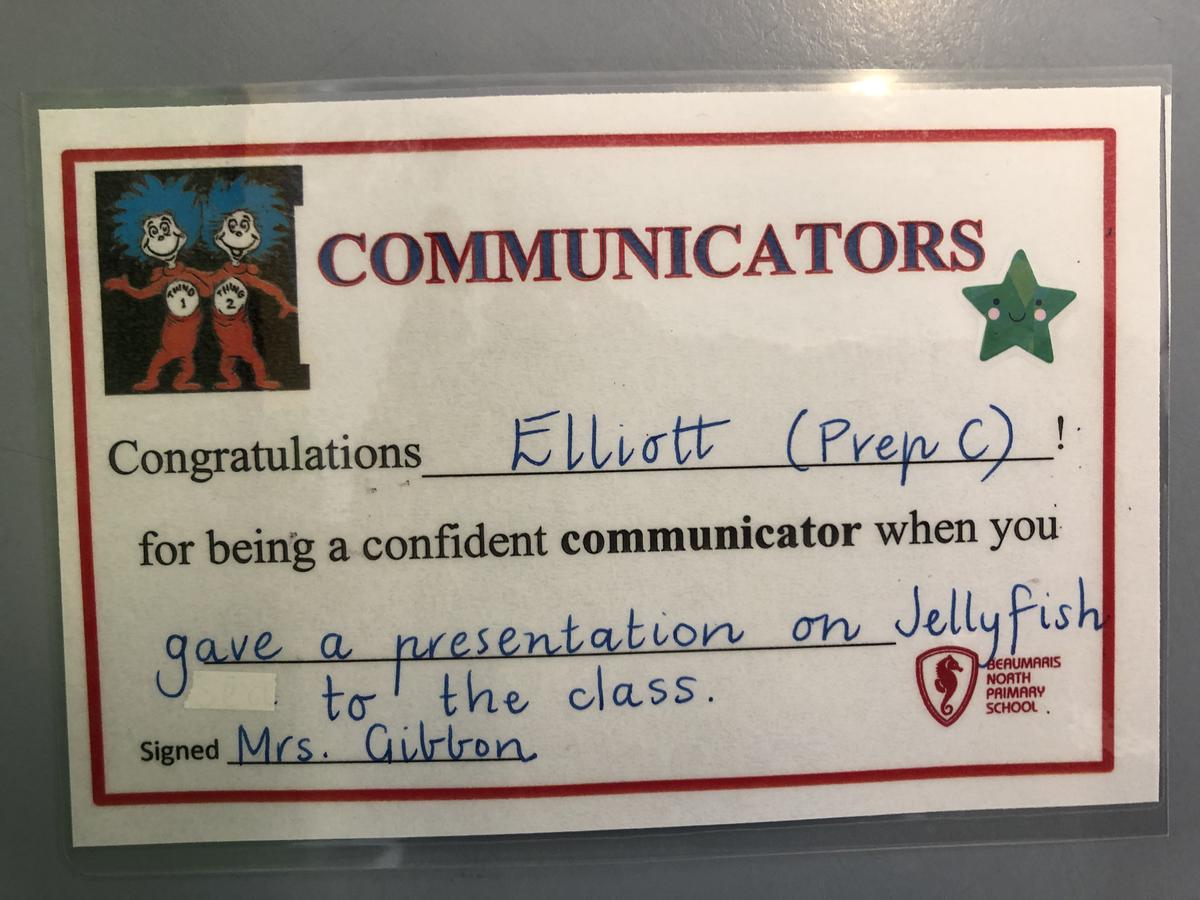 COMMUNICATORS
THING
1
THING
2
Congratulations Elliott (Prep C) !
for being a confident communicator when you
gave a presentation on Jellyfish
to the class.
BEAUMARIS
NORTH
PRIMARY
SCHOOL
Signed Mrs. Gibbon